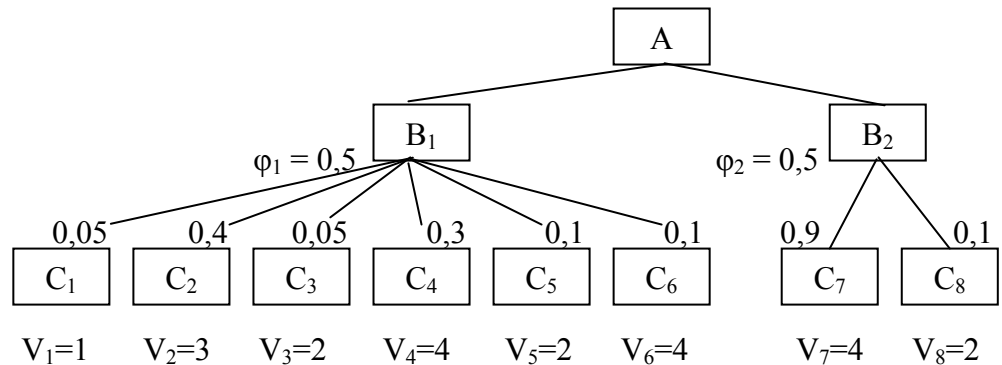 A
B₁ B₂
φ₁ = 0,5 φ₂ = 0,5
0,05 0,4 0,05 0,3 0,1 0,1 0,9 0,1
C₁ C₂ C₃ C₄ C₅ C₆ C₇ C₈
V₁=1 V₂=3 V₃=2 V₄=4 V₅=2 V₆=4 V₇=4 V₈=2